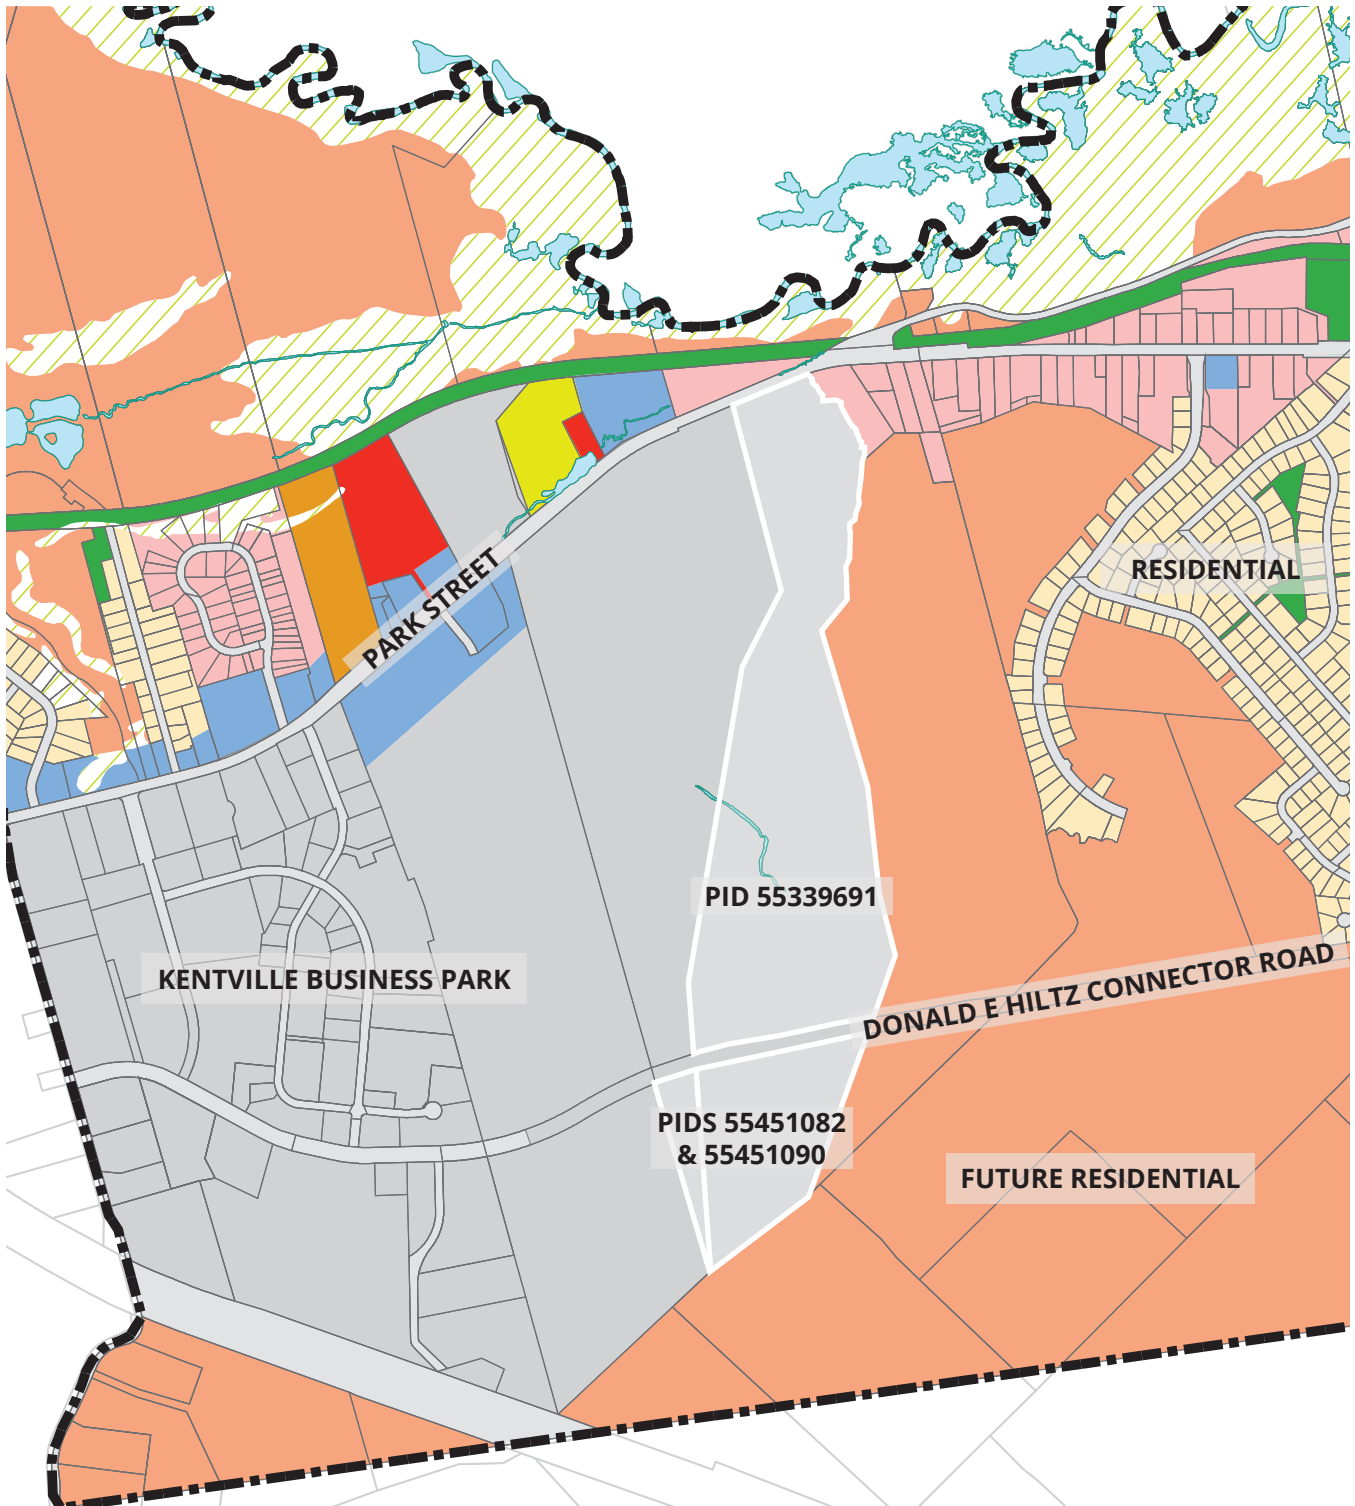 RESIDENTIAL
PARK STREET
PID 55339691
KENTVILLE BUSINESS PARK
DONALD E HILTZ CONNECTOR ROAD
PIDS 55451082
& 55451090
FUTURE RESIDENTIAL